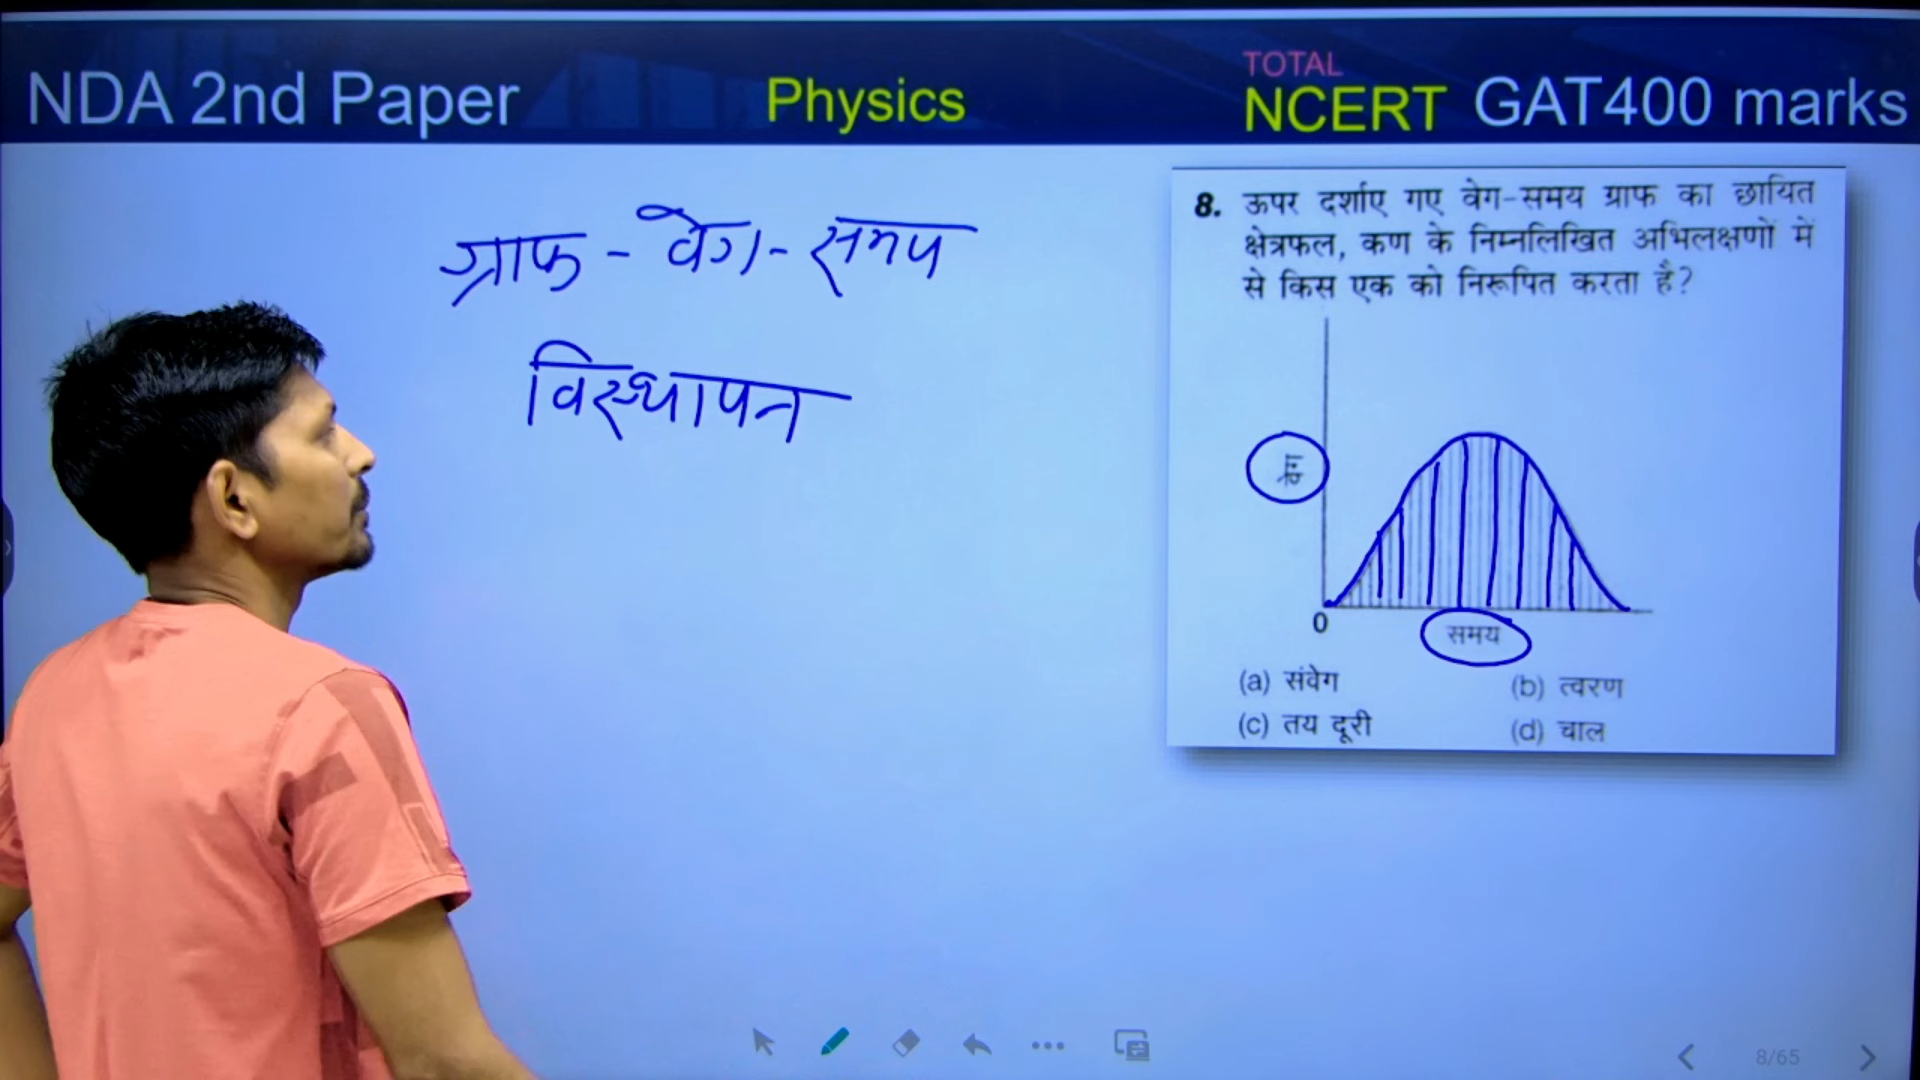 NDA 2nd Paper
Physics
TOTAL
NCERT GAT400 marks
ग्राफ - वेग - समय
विस्थापन
8. ऊपर दर्शाए गए वेग-समय ग्राफ का छायित
क्षेत्रफल, कण के निम्नलिखित अभिलक्षणों में
से किस एक को निरूपित करता है?
वेग
0
समय
(a) संवेग (b) त्वरण
(c) तय दूरी (d) चाल
8/65